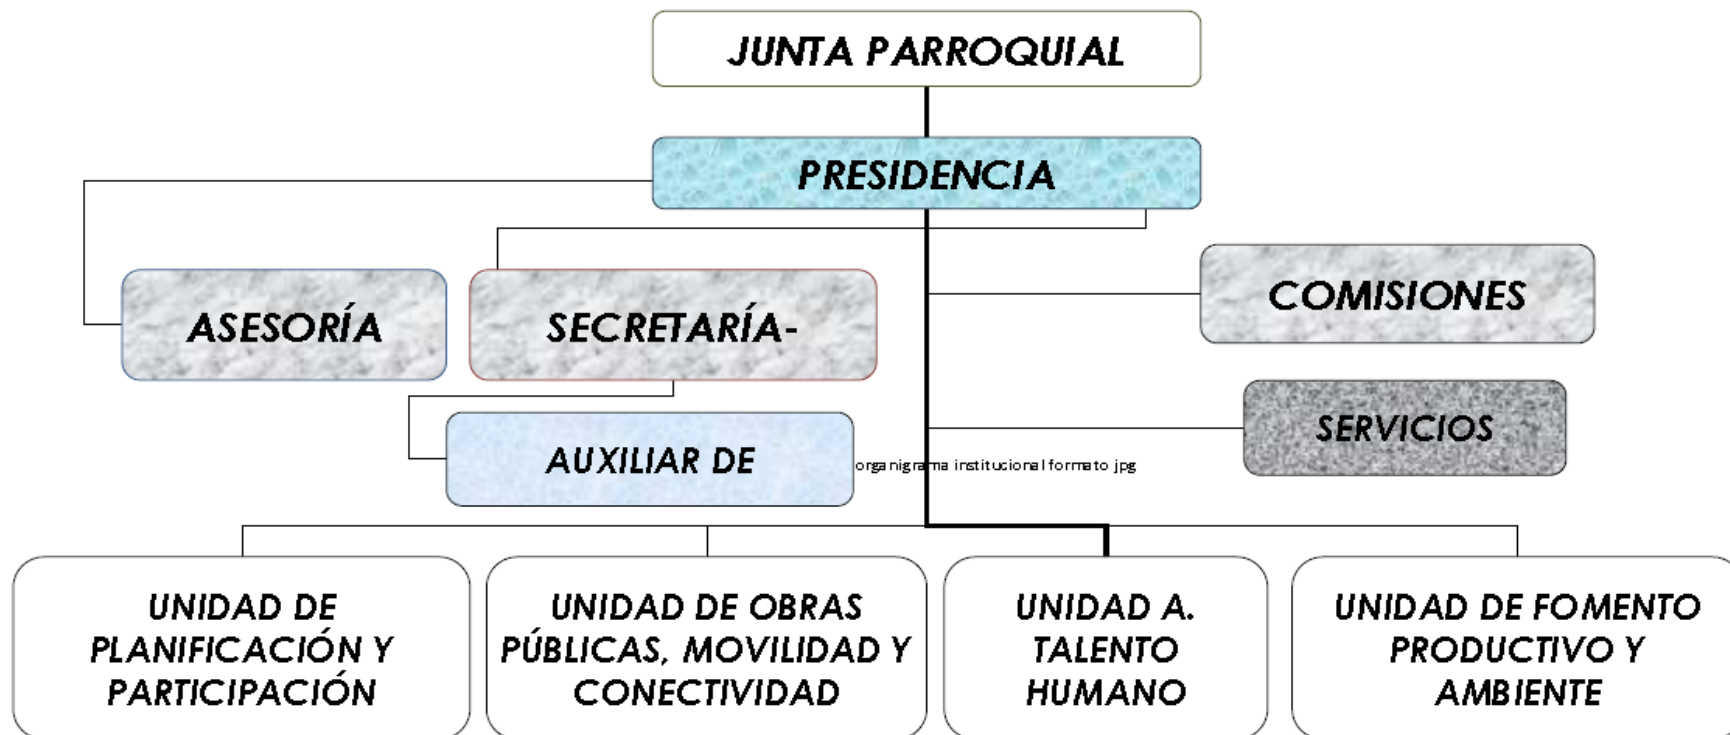 JUNTA PARROQUIAL
PRESIDENCIA
ASESORÍA
SECRETARÍA-
COMISIONES
SERVICIOS
AUXILIAR DE
organigrama institucional formato jpg
UNIDAD DE
PLANIFICACIÓN Y
PARTICIPACIÓN
UNIDAD DE OBRAS
PÚBLICAS, MOVILIDAD Y
CONECTIVIDAD
UNIDAD A.
TALENTO
HUMANO
UNIDAD DE FOMENTO
PRODUCTIVO Y
AMBIENTE